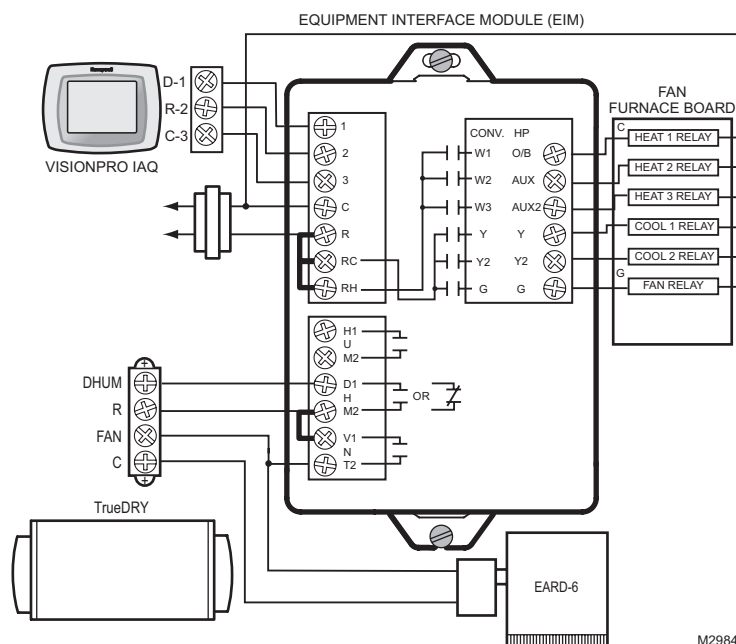 EQUIPMENT INTERFACE MODULE (EIM)
Honeywell
VISIONPRO IAQ
D-1
R-2
C-3
1
2
3
C
R
RC
RH
CONV. HP
W1 O/B
W2 AUX
W3 AUX2
Y Y
Y2 Y2
G G
FAN
FURNACE BOARD
C
HEAT 1 RELAY
HEAT 2 RELAY
HEAT 3 RELAY
COOL 1 RELAY
COOL 2 RELAY
G
FAN RELAY
H1
U
M2
D1
H
M2
V1
N
T2
OR
DHUM
R
FAN
C
TrueDRY
EARD-6
M2984